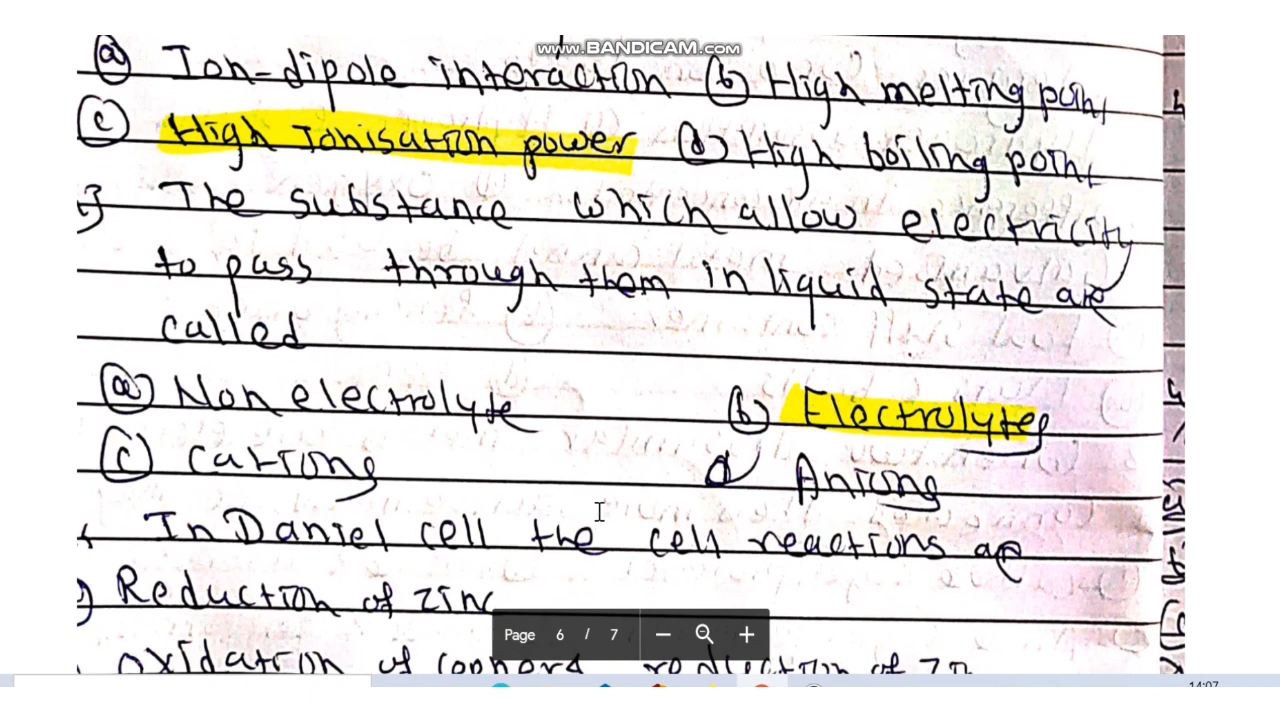 www.BANDICAM.com
(a) Ion-dipole interaction (b) High melting point
(c) High Ionisation power (d) High boiling point
3 The substance which allow electricity
to pass through them in liquid state are
called
(a) Non electrolyte (b) Electrolytes
(c) Cations d Anions
In Daniel cell the cell reactions are
Reduction of zinc
Page 6 / 7
oxidation of reduction of
14:07